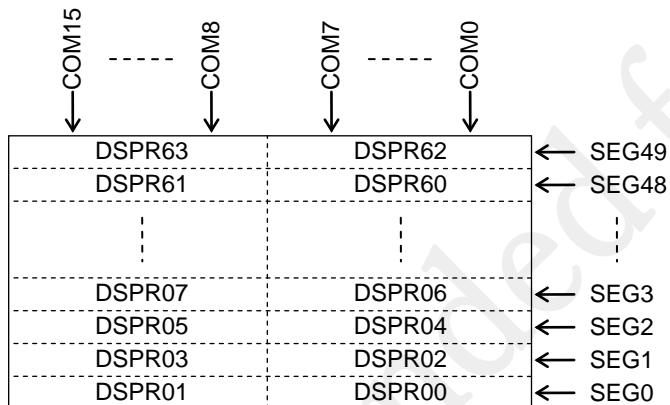 COM15 COM8 COM7 COM0
DSPR63 DSPR62 SEG49
DSPR61 DSPR60 SEG48
DSPR07 DSPR06 SEG3
DSPR05 DSPR04 SEG2
DSPR03 DSPR02 SEG1
DSPR01 DSPR00 SEG0